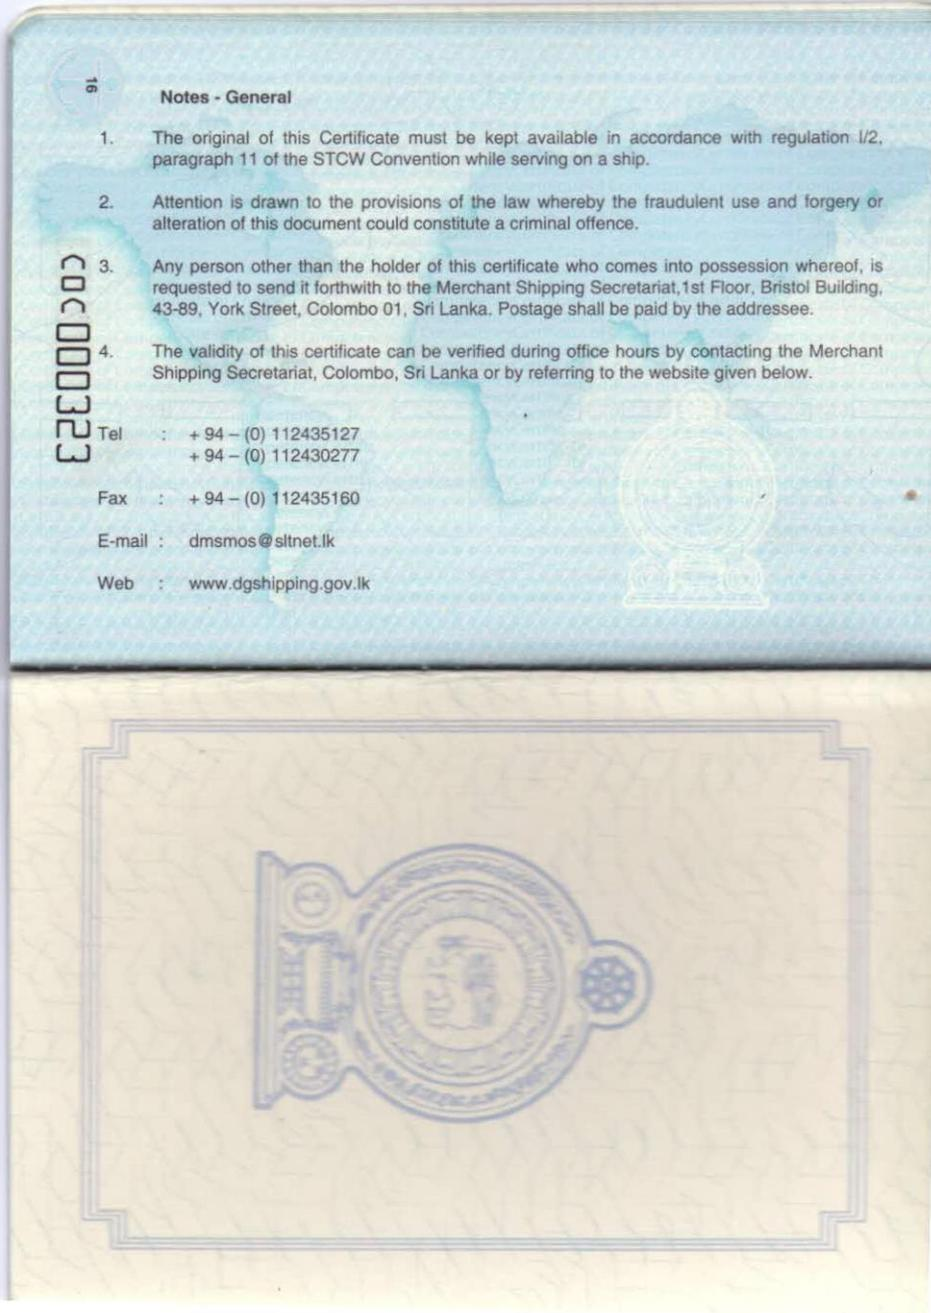 16
Notes - General
1. The original of this Certificate must be kept available in accordance with regulation I/2,
paragraph 11 of the STCW Convention while serving on a ship.
2. Attention is drawn to the provisions of the law whereby the fraudulent use and forgery or
alteration of this document could constitute a criminal offence.
3. Any person other than the holder of this certificate who comes into possession whereof, is
requested to send it forthwith to the Merchant Shipping Secretariat,1st Floor, Bristol Building,
43-89, York Street, Colombo 01, Sri Lanka. Postage shall be paid by the addressee.
4. The validity of this certificate can be verified during office hours by contacting the Merchant
Shipping Secretariat, Colombo, Sri Lanka or by referring to the website given below.
COC000323
Tel : + 94 – (0) 112435127
+ 94 – (0) 112430277
Fax : + 94 – (0) 112435160
E-mail : dmsmos@sltnet.lk
Web : www.dgshipping.gov.lk